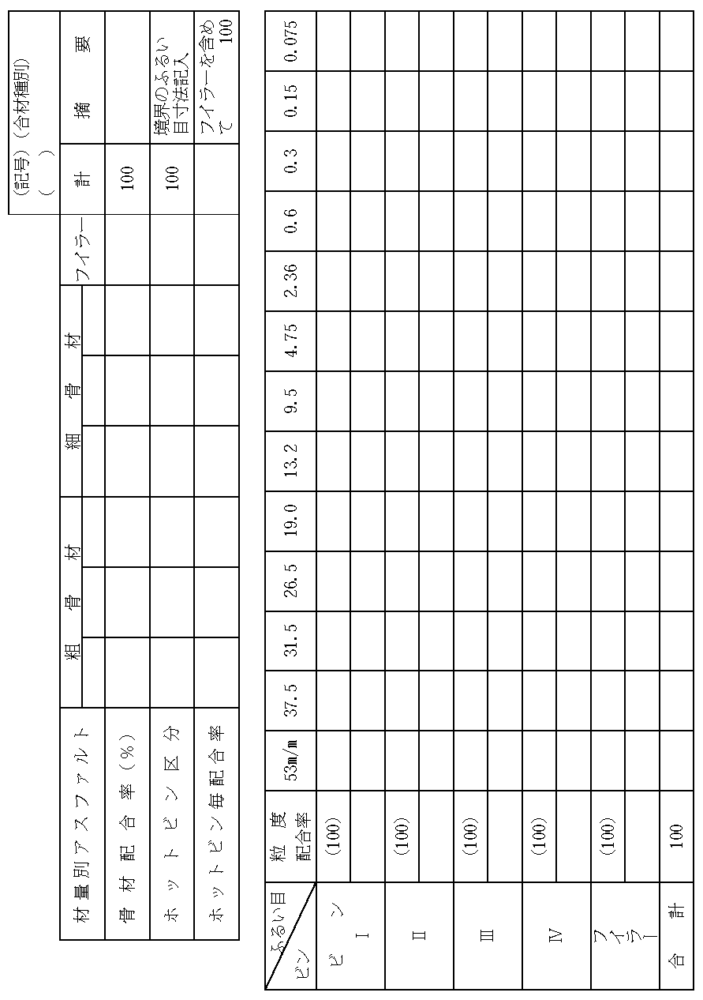 （記号）（合材種別）
（　　）
材量別アスファルト　粗　骨　材　細　骨　材　フイラー　計　摘　要
骨材配合率（％）　100
ホットビン区分　100　境界のふるい
目寸法記入
ホットビン毎配合率　フイラーを含め
て　100
ふるい目
ビン
粒　度
配合率
53m/m　37.5　31.5　26.5　19.0　13.2　9.5　4.75　2.36　0.6　0.3　0.15　0.075
ビン
Ⅰ　(100)
Ⅱ　(100)
Ⅲ　(100)
Ⅳ　(100)
フイラー　(100)
合　計　100